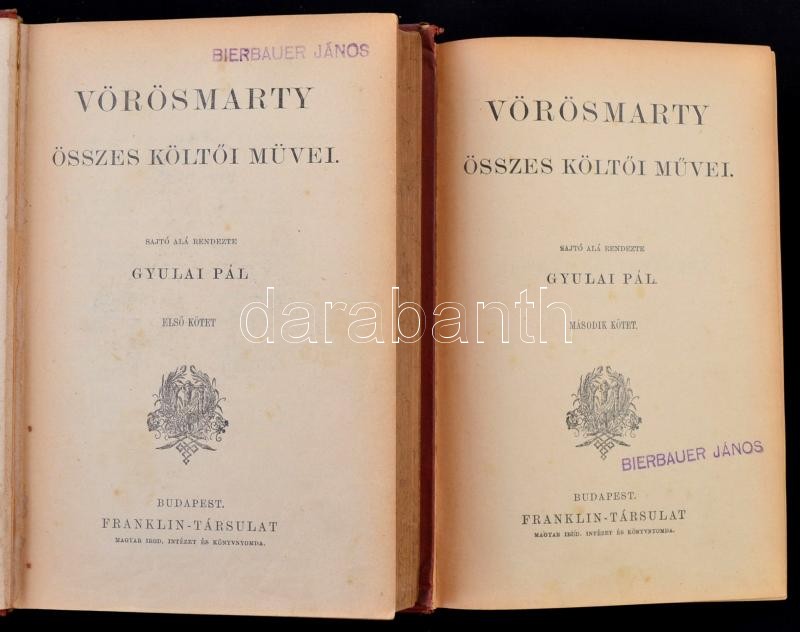 BIERBAUER JÁNOS
VÖRÖSMARTY
ÖSSZES KÖLTŐI MŰVEI.
SAJTÓ ALÁ RENDEZTE
GYULAI PÁL
ELSŐ KÖTET
BUDAPEST.
FRANKLIN-TÁRSULAT
MAGYAR IROD. INTÉZET ÉS KÖNYVNYOMDA.
VÖRÖSMARTY
ÖSSZES KÖLTŐI MŰVEI.
SAJTÓ ALÁ RENDEZTE
GYULAI PÁL.
MÁSODIK KÖTET.
BIERBAUER JÁNOS
BUDAPEST.
FRANKLIN-TÁRSULAT
MAGYAR IROD. INTÉZET ÉS KÖNYVNYOMDA.
darabanth